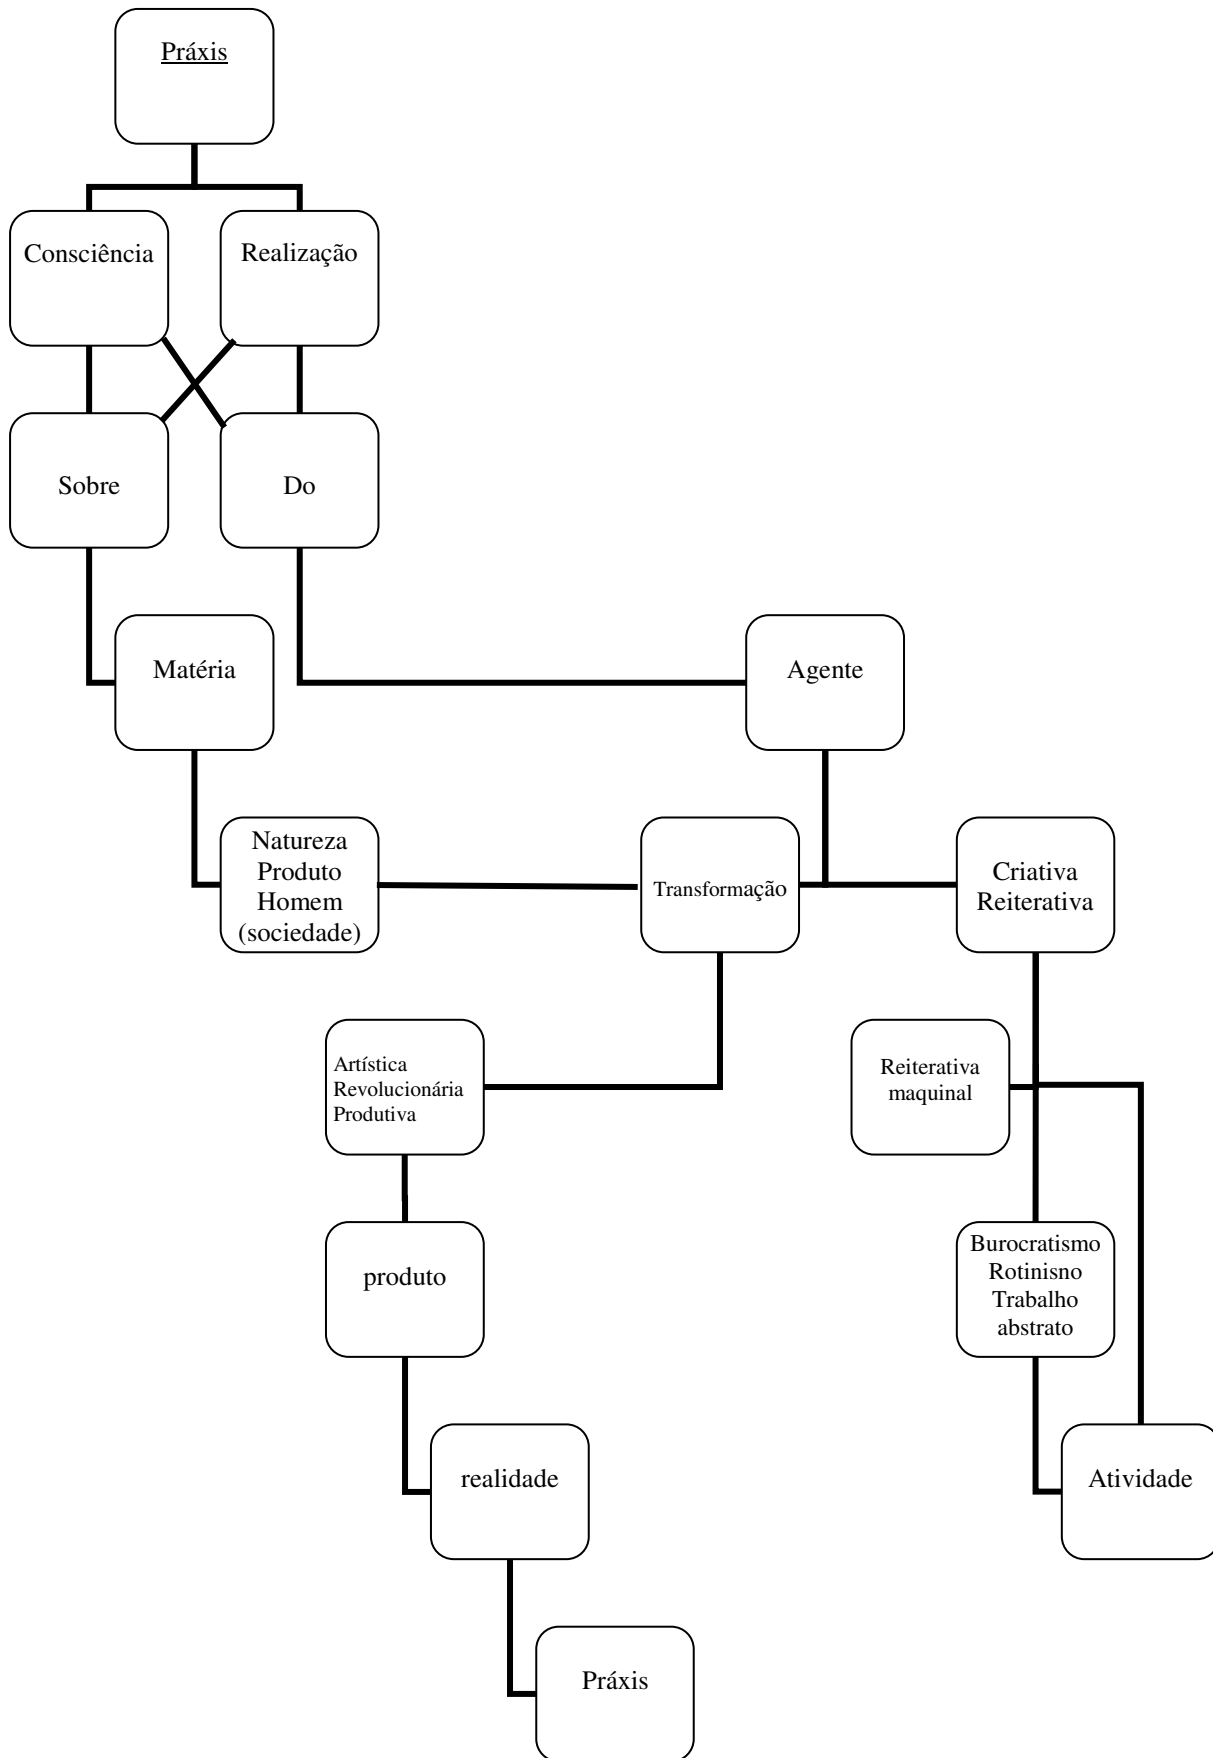 Práxis
Consciência
Realização
Sobre
Do
Matéria
Agente
Natureza
Produto
Homem
(sociedade)
Transformação
Criativa
Reiterativa
Artística
Revolucionária
Produtiva
Reiterativa
maquinal
produto
Burocratismo
Rotinisno
Trabalho
abstrato
realidade
Atividade
Práxis